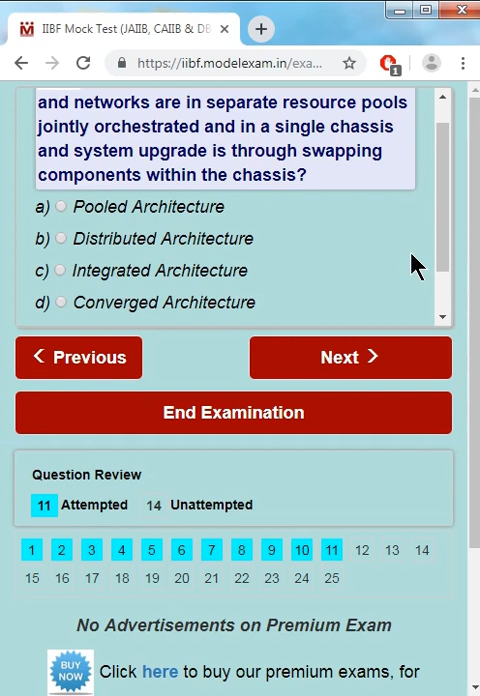 IIBF Mock Test (JAIIB, CAIIB & DB
https://iibf.modelexam.in/exa...
1
and networks are in separate resource pools
jointly orchestrated and in a single chassis
and system upgrade is through swapping
components within the chassis?
a) Pooled Architecture
b) Distributed Architecture
c) Integrated Architecture
d) Converged Architecture
< Previous
Next >
End Examination
Question Review
11 Attempted 14 Unattempted
1 2 3 4 5 6 7 8 9 10 11 12 13 14
15 16 17 18 19 20 21 22 23 24 25
No Advertisements on Premium Exam
BUY
NOW
Click here to buy our premium exams, for